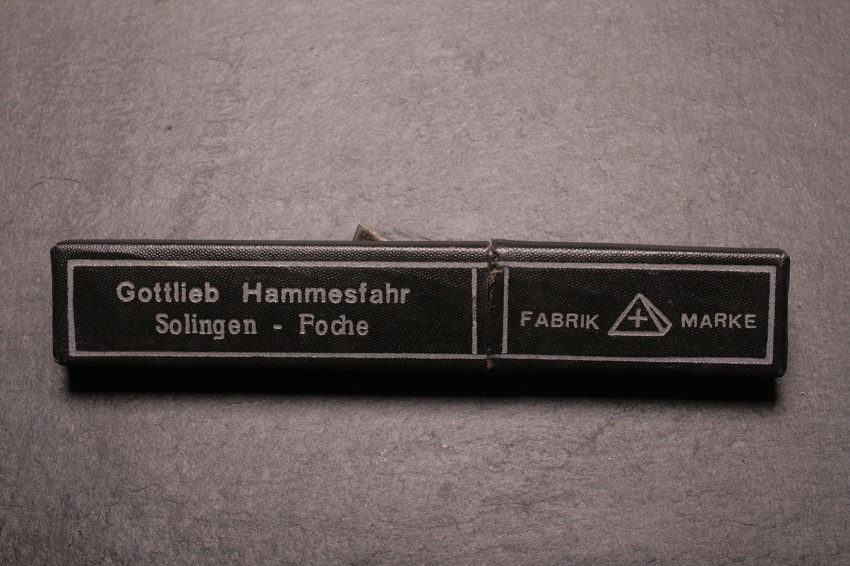 Gottlieb Hammesfahr
Solingen - Foche
FABRIK MARKE